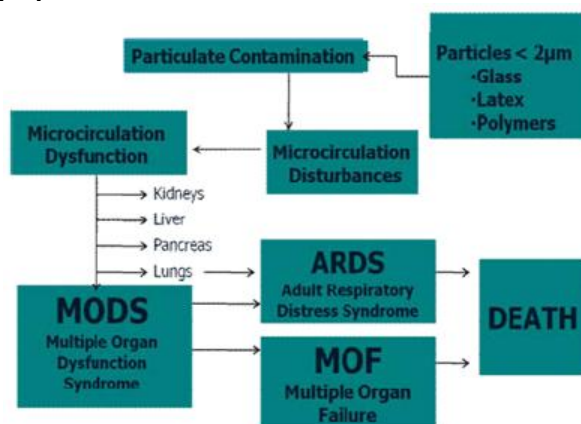 Particulate Contamination
Particles < 2µm
·Glass
·Latex
·Polymers
Microcirculation
Dysfunction
Microcirculation
Disturbances
Kidneys
Liver
Pancreas
Lungs
ARDS
Adult Respiratory
Distress Syndrome
MODS
Multiple Organ
Dysfunction
Syndrome
MOF
Multiple Organ
Failure
DEATH